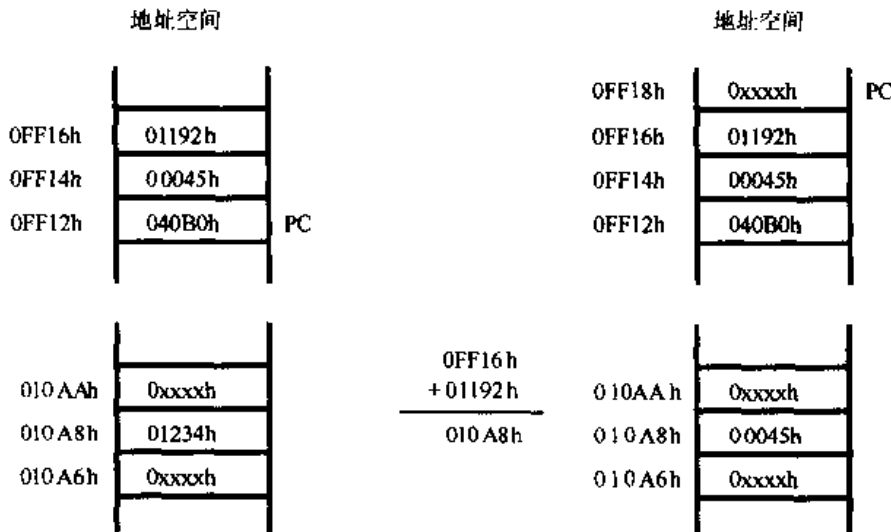 地址空间
地址空间
0FF18h 0xxxxh PC
0FF16h 01192h
0FF14h 00045h
0FF12h 040B0h PC
0FF16h 01192h
0FF14h 00045h
0FF12h 040B0h
010AAh 0xxxxh
010A8h 01234h
010A6h 0xxxxh
0FF16h
+01192h
010A8h
010AAh 0xxxxh
010A8h 00045h
010A6h 0xxxxh